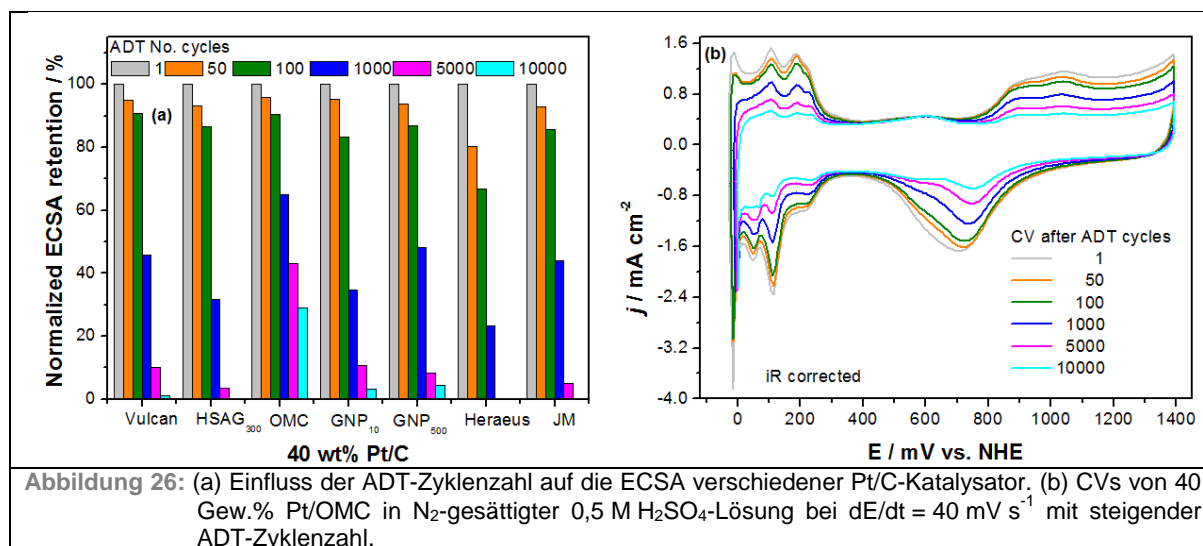 ADT No. cycles
1 50 100 1000 5000 10000
(a)
Normalized ECSA retention / %
100
80
60
40
20
0
Vulcan HSAG300 OMC GNP10 GNP500 Heraeus JM
40 wt% Pt/C
(b)
j / mA cm-2
1.6
0.8
0.0
-0.8
-1.6
-2.4
-3.2
-4.0
CV after ADT cycles
1
50
100
1000
5000
10000
iR corrected
0 200 400 600 800 1000 1200 1400
E / mV vs. NHE
Abbildung 26: (a) Einfluss der ADT-Zyklenzahl auf die ECSA verschiedener Pt/C-Katalysator. (b) CVs von 40
Gew.% Pt/OMC in N2-gesättigter 0,5 M H2SO4-Lösung bei dE/dt = 40 mV s-1 mit steigender
ADT-Zyklenzahl.